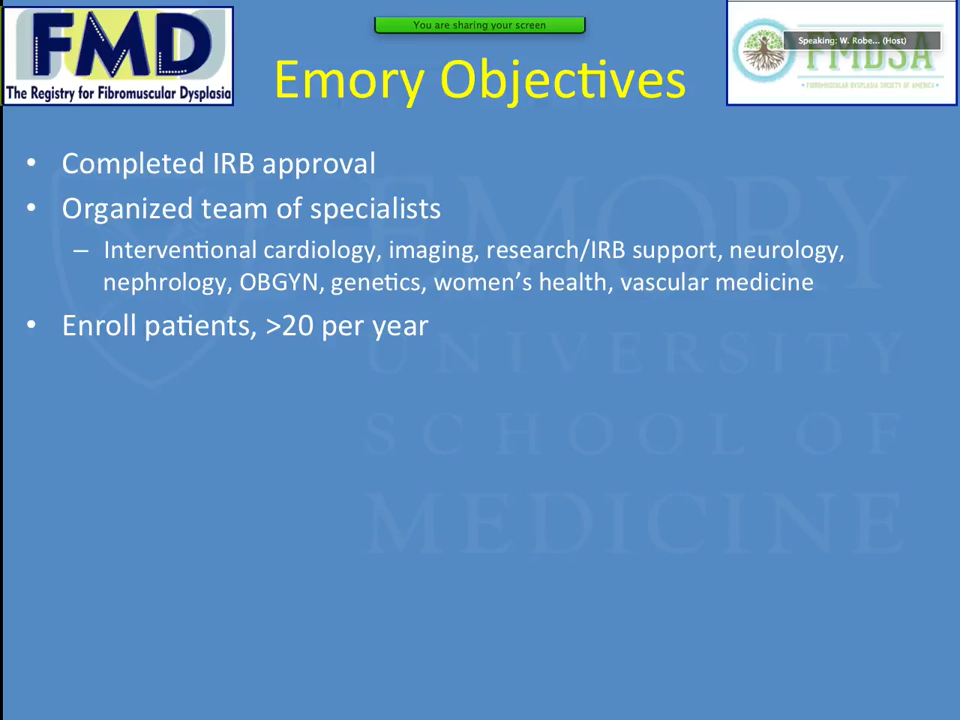 You are sharing your screen
Speaking: W. Robe... (Host)
FMD
The Registry for Fibromuscular Dysplasia
FMDSA
• FIBROMUSCULAR DYSPLASIA SOCIETY OF AMERICA •
Emory Objectives
• Completed IRB approval
• Organized team of specialists
– Interventional cardiology, imaging, research/IRB support, neurology,
nephrology, OBGYN, genetics, women’s health, vascular medicine
• Enroll patients, >20 per year
EMORY
UNIVERSITY
SCHOOL OF
MEDICINE